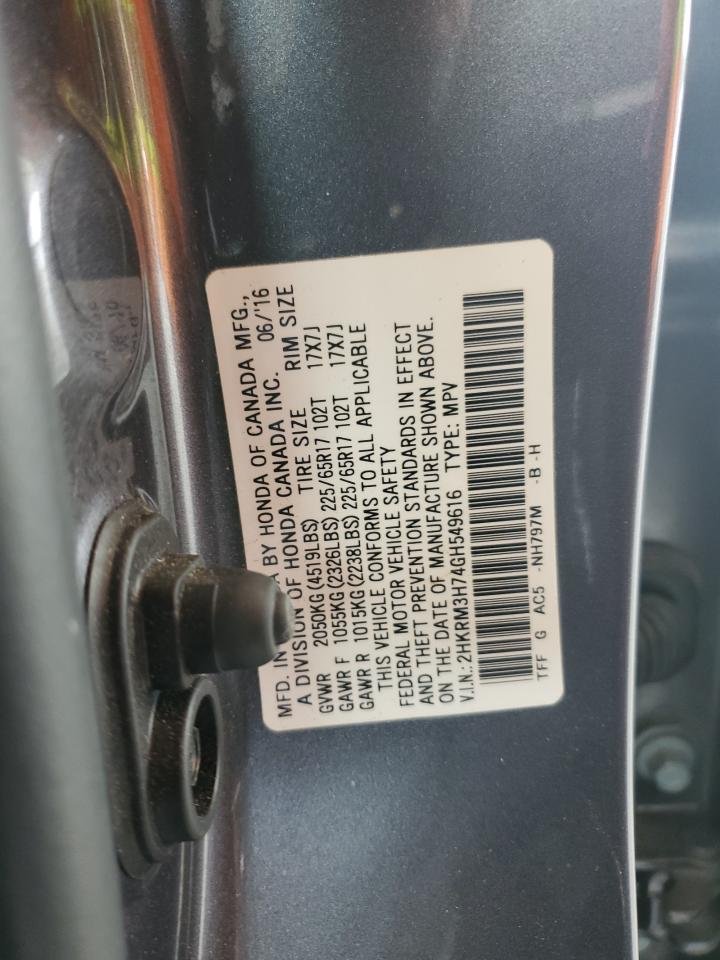 MFD. IN A BY HONDA OF CANADA MFG.,
A DIVISION OF HONDA CANADA INC. 06/'16
TIRE SIZE RIM SIZE
GVWR 2050KG (4519LBS)
GAWR F 1055KG (2326LBS) 225/65R17 102T 17X7J
GAWR R 1015KG (2238LBS) 225/65R17 102T 17X7J
THIS VEHICLE CONFORMS TO ALL APPLICABLE
FEDERAL MOTOR VEHICLE SAFETY
AND THEFT PREVENTION STANDARDS IN EFFECT
ON THE DATE OF MANUFACTURE SHOWN ABOVE.
V.I.N.: 2HKRM3H74GH549616 TYPE: MPV
TFF G AC5 -NH797M -B -H